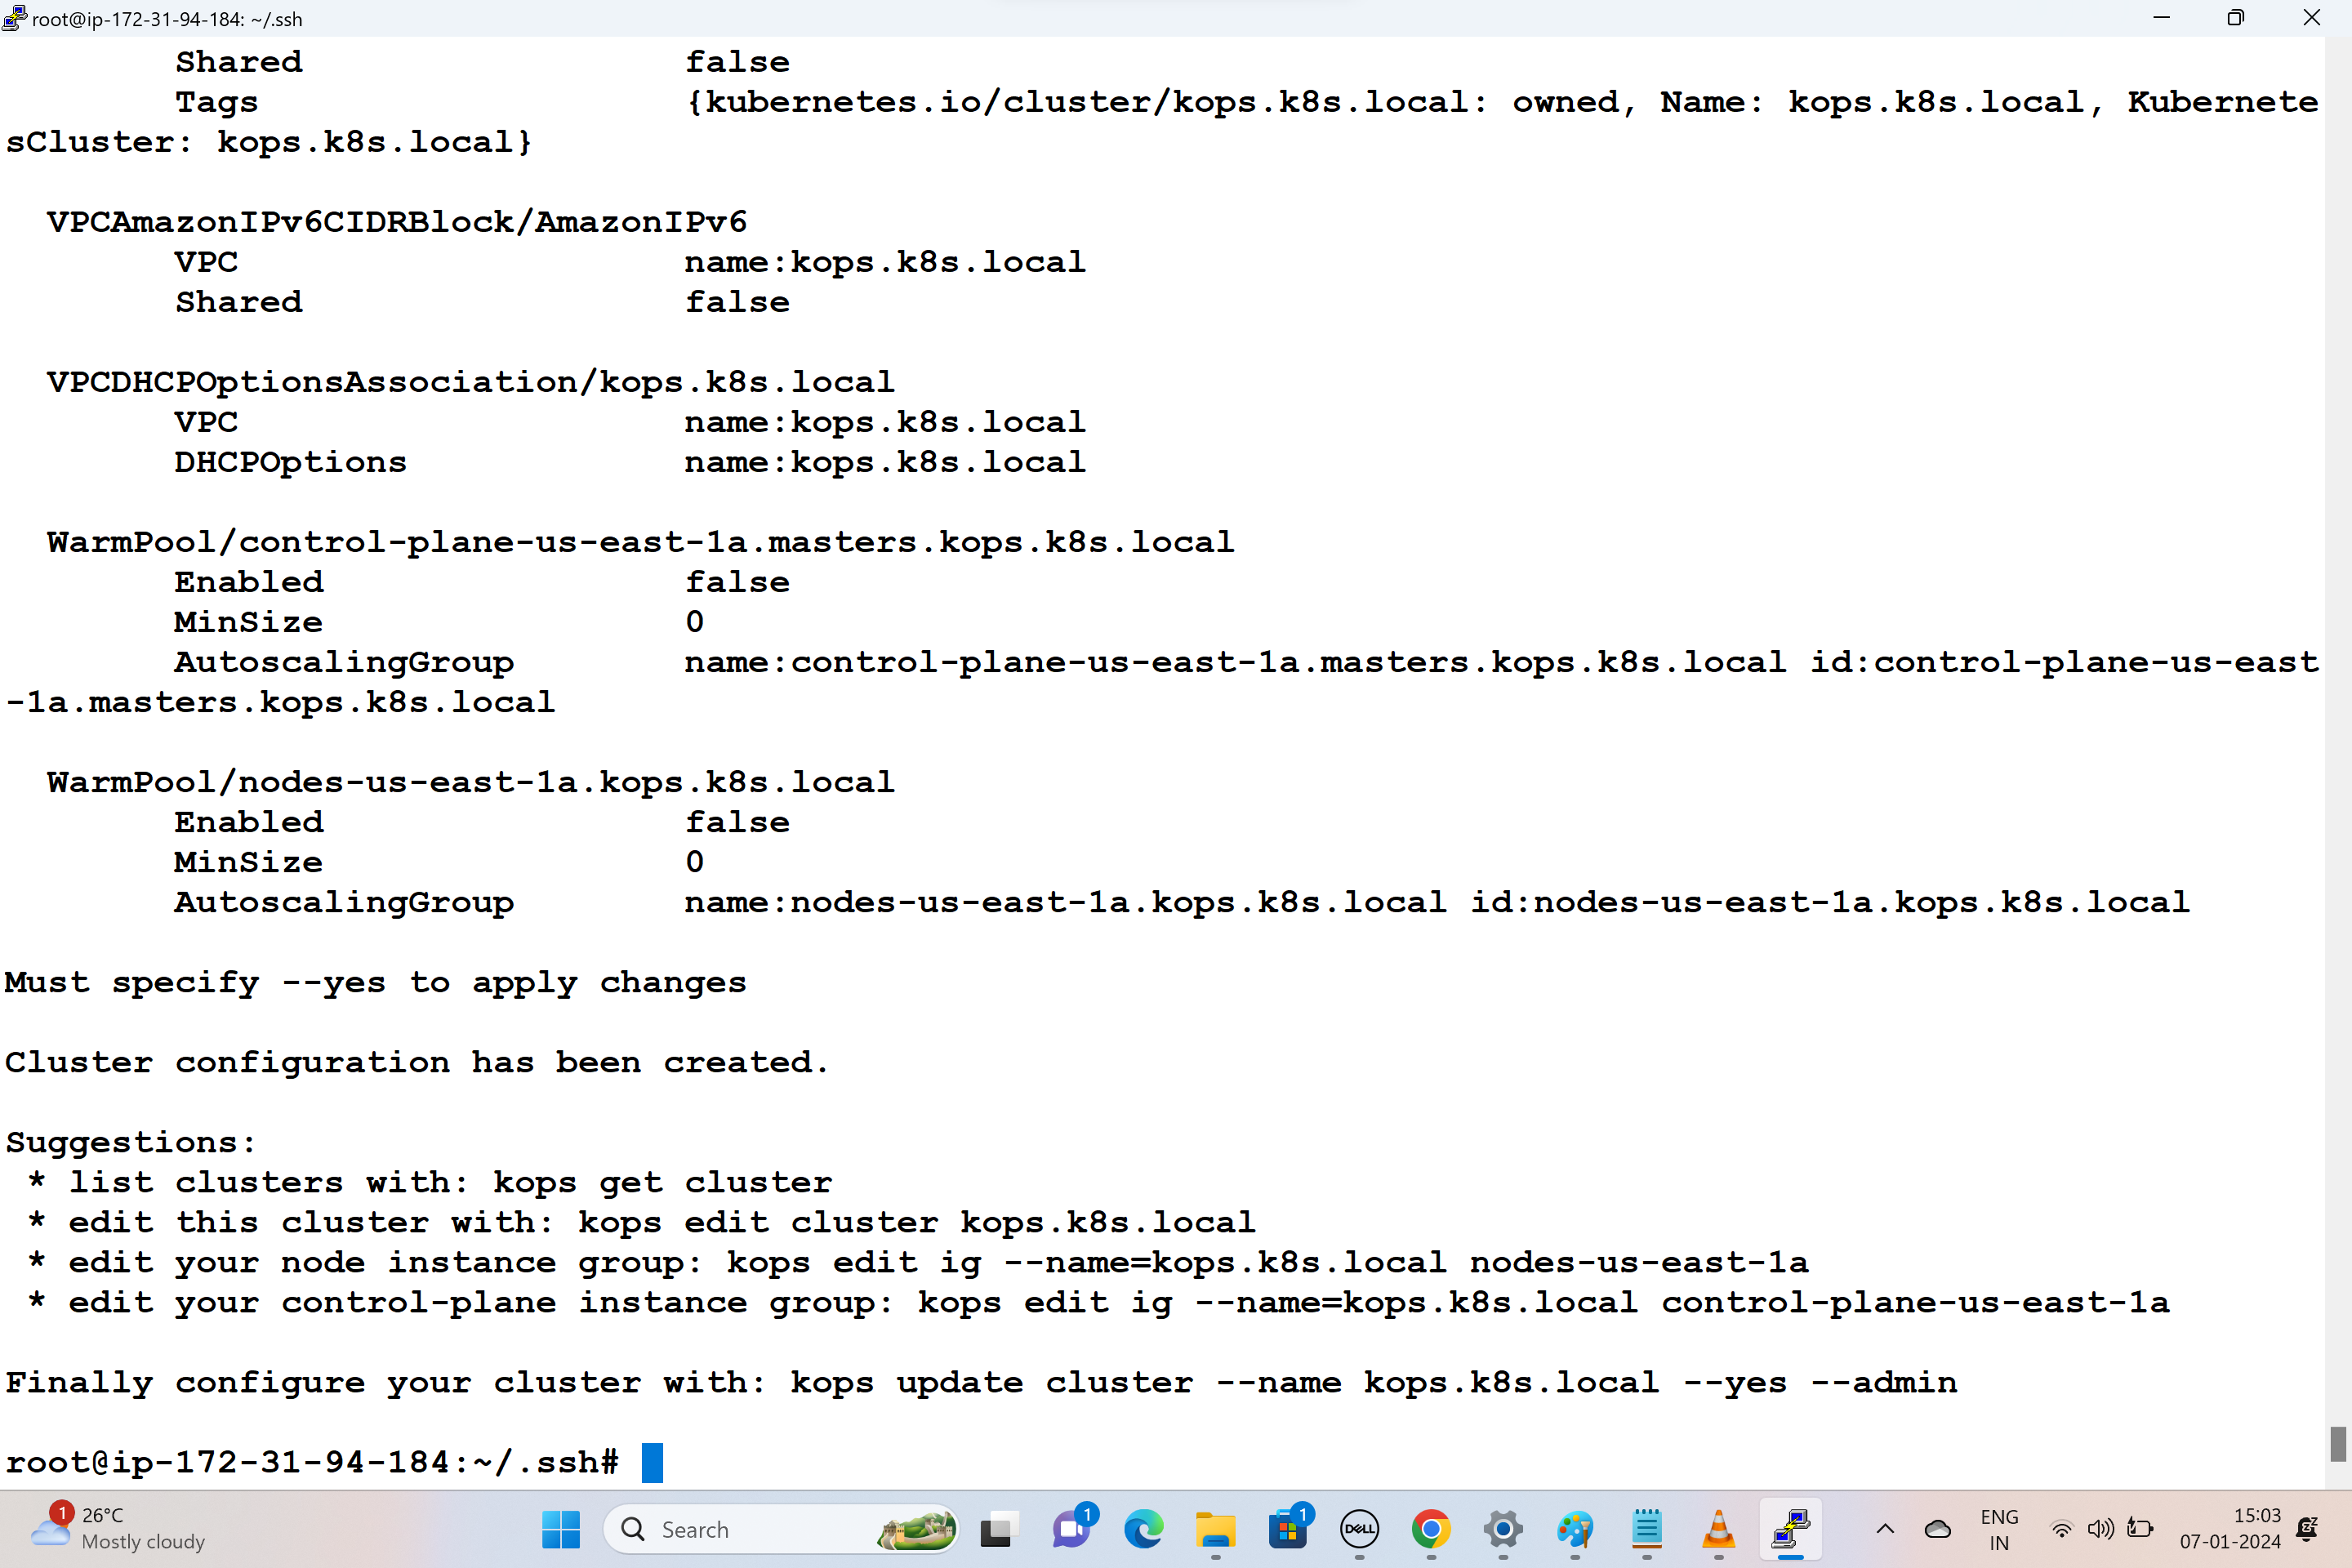 root@ip-172-31-94-184: ~/.ssh
Shared false
Tags {kubernetes.io/cluster/kops.k8s.local: owned, Name: kops.k8s.local, Kubernete
sCluster: kops.k8s.local}
VPCAmazonIPv6CIDRBlock/AmazonIPv6
VPC name:kops.k8s.local
Shared false
VPCDHCPOptionsAssociation/kops.k8s.local
VPC name:kops.k8s.local
DHCPOptions name:kops.k8s.local
WarmPool/control-plane-us-east-1a.masters.kops.k8s.local
Enabled false
MinSize 0
AutoscalingGroup name:control-plane-us-east-1a.masters.kops.k8s.local id:control-plane-us-east
-1a.masters.kops.k8s.local
WarmPool/nodes-us-east-1a.kops.k8s.local
Enabled false
MinSize 0
AutoscalingGroup name:nodes-us-east-1a.kops.k8s.local id:nodes-us-east-1a.kops.k8s.local
Must specify --yes to apply changes
Cluster configuration has been created.
Suggestions:
* list clusters with: kops get cluster
* edit this cluster with: kops edit cluster kops.k8s.local
* edit your node instance group: kops edit ig --name=kops.k8s.local nodes-us-east-1a
* edit your control-plane instance group: kops edit ig --name=kops.k8s.local control-plane-us-east-1a
Finally configure your cluster with: kops update cluster --name kops.k8s.local --yes --admin
root@ip-172-31-94-184:~/.ssh#
1 26°C
Mostly cloudy
Search
1
1
DELL
ENG
IN
15:03
07-01-2024